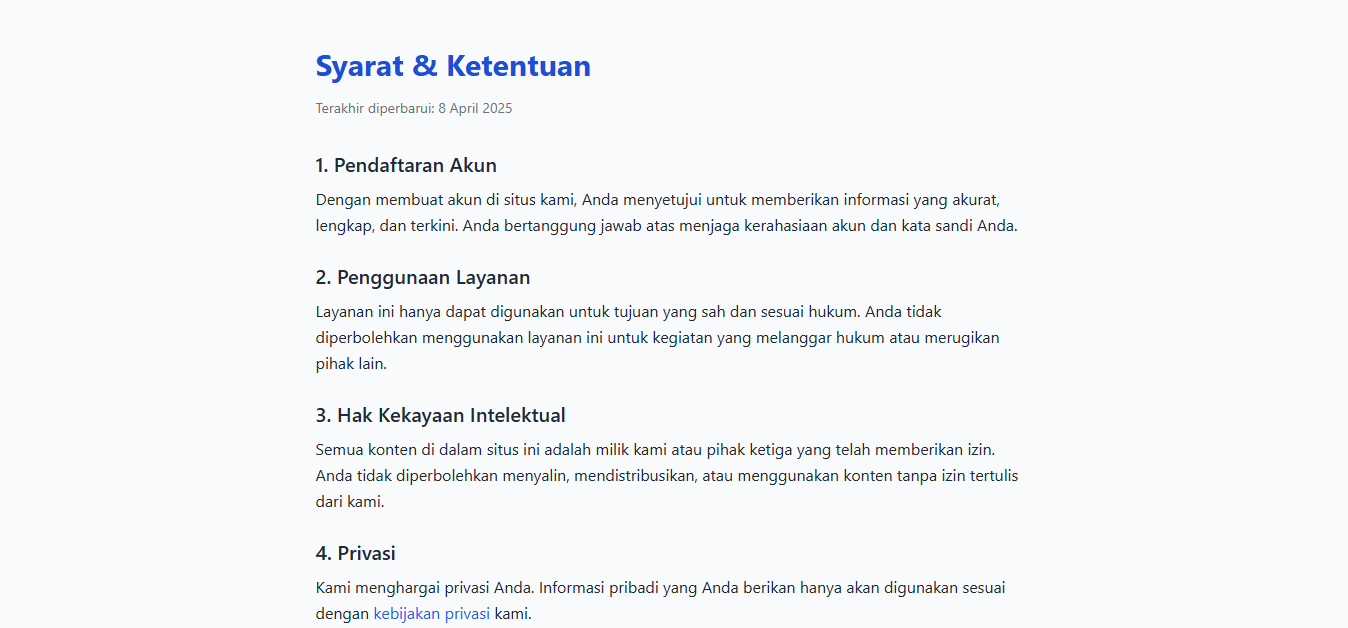 Syarat & Ketentuan
Terakhir diperbarui: 8 April 2025
1. Pendaftaran Akun
Dengan membuat akun di situs kami, Anda menyetujui untuk memberikan informasi yang akurat,
lengkap, dan terkini. Anda bertanggung jawab atas menjaga kerahasiaan akun dan kata sandi Anda.
2. Penggunaan Layanan
Layanan ini hanya dapat digunakan untuk tujuan yang sah dan sesuai hukum. Anda tidak
diperbolehkan menggunakan layanan ini untuk kegiatan yang melanggar hukum atau merugikan
pihak lain.
3. Hak Kekayaan Intelektual
Semua konten di dalam situs ini adalah milik kami atau pihak ketiga yang telah memberikan izin.
Anda tidak diperbolehkan menyalin, mendistribusikan, atau menggunakan konten tanpa izin tertulis
dari kami.
4. Privasi
Kami menghargai privasi Anda. Informasi pribadi yang Anda berikan hanya akan digunakan sesuai
dengan kebijakan privasi kami.